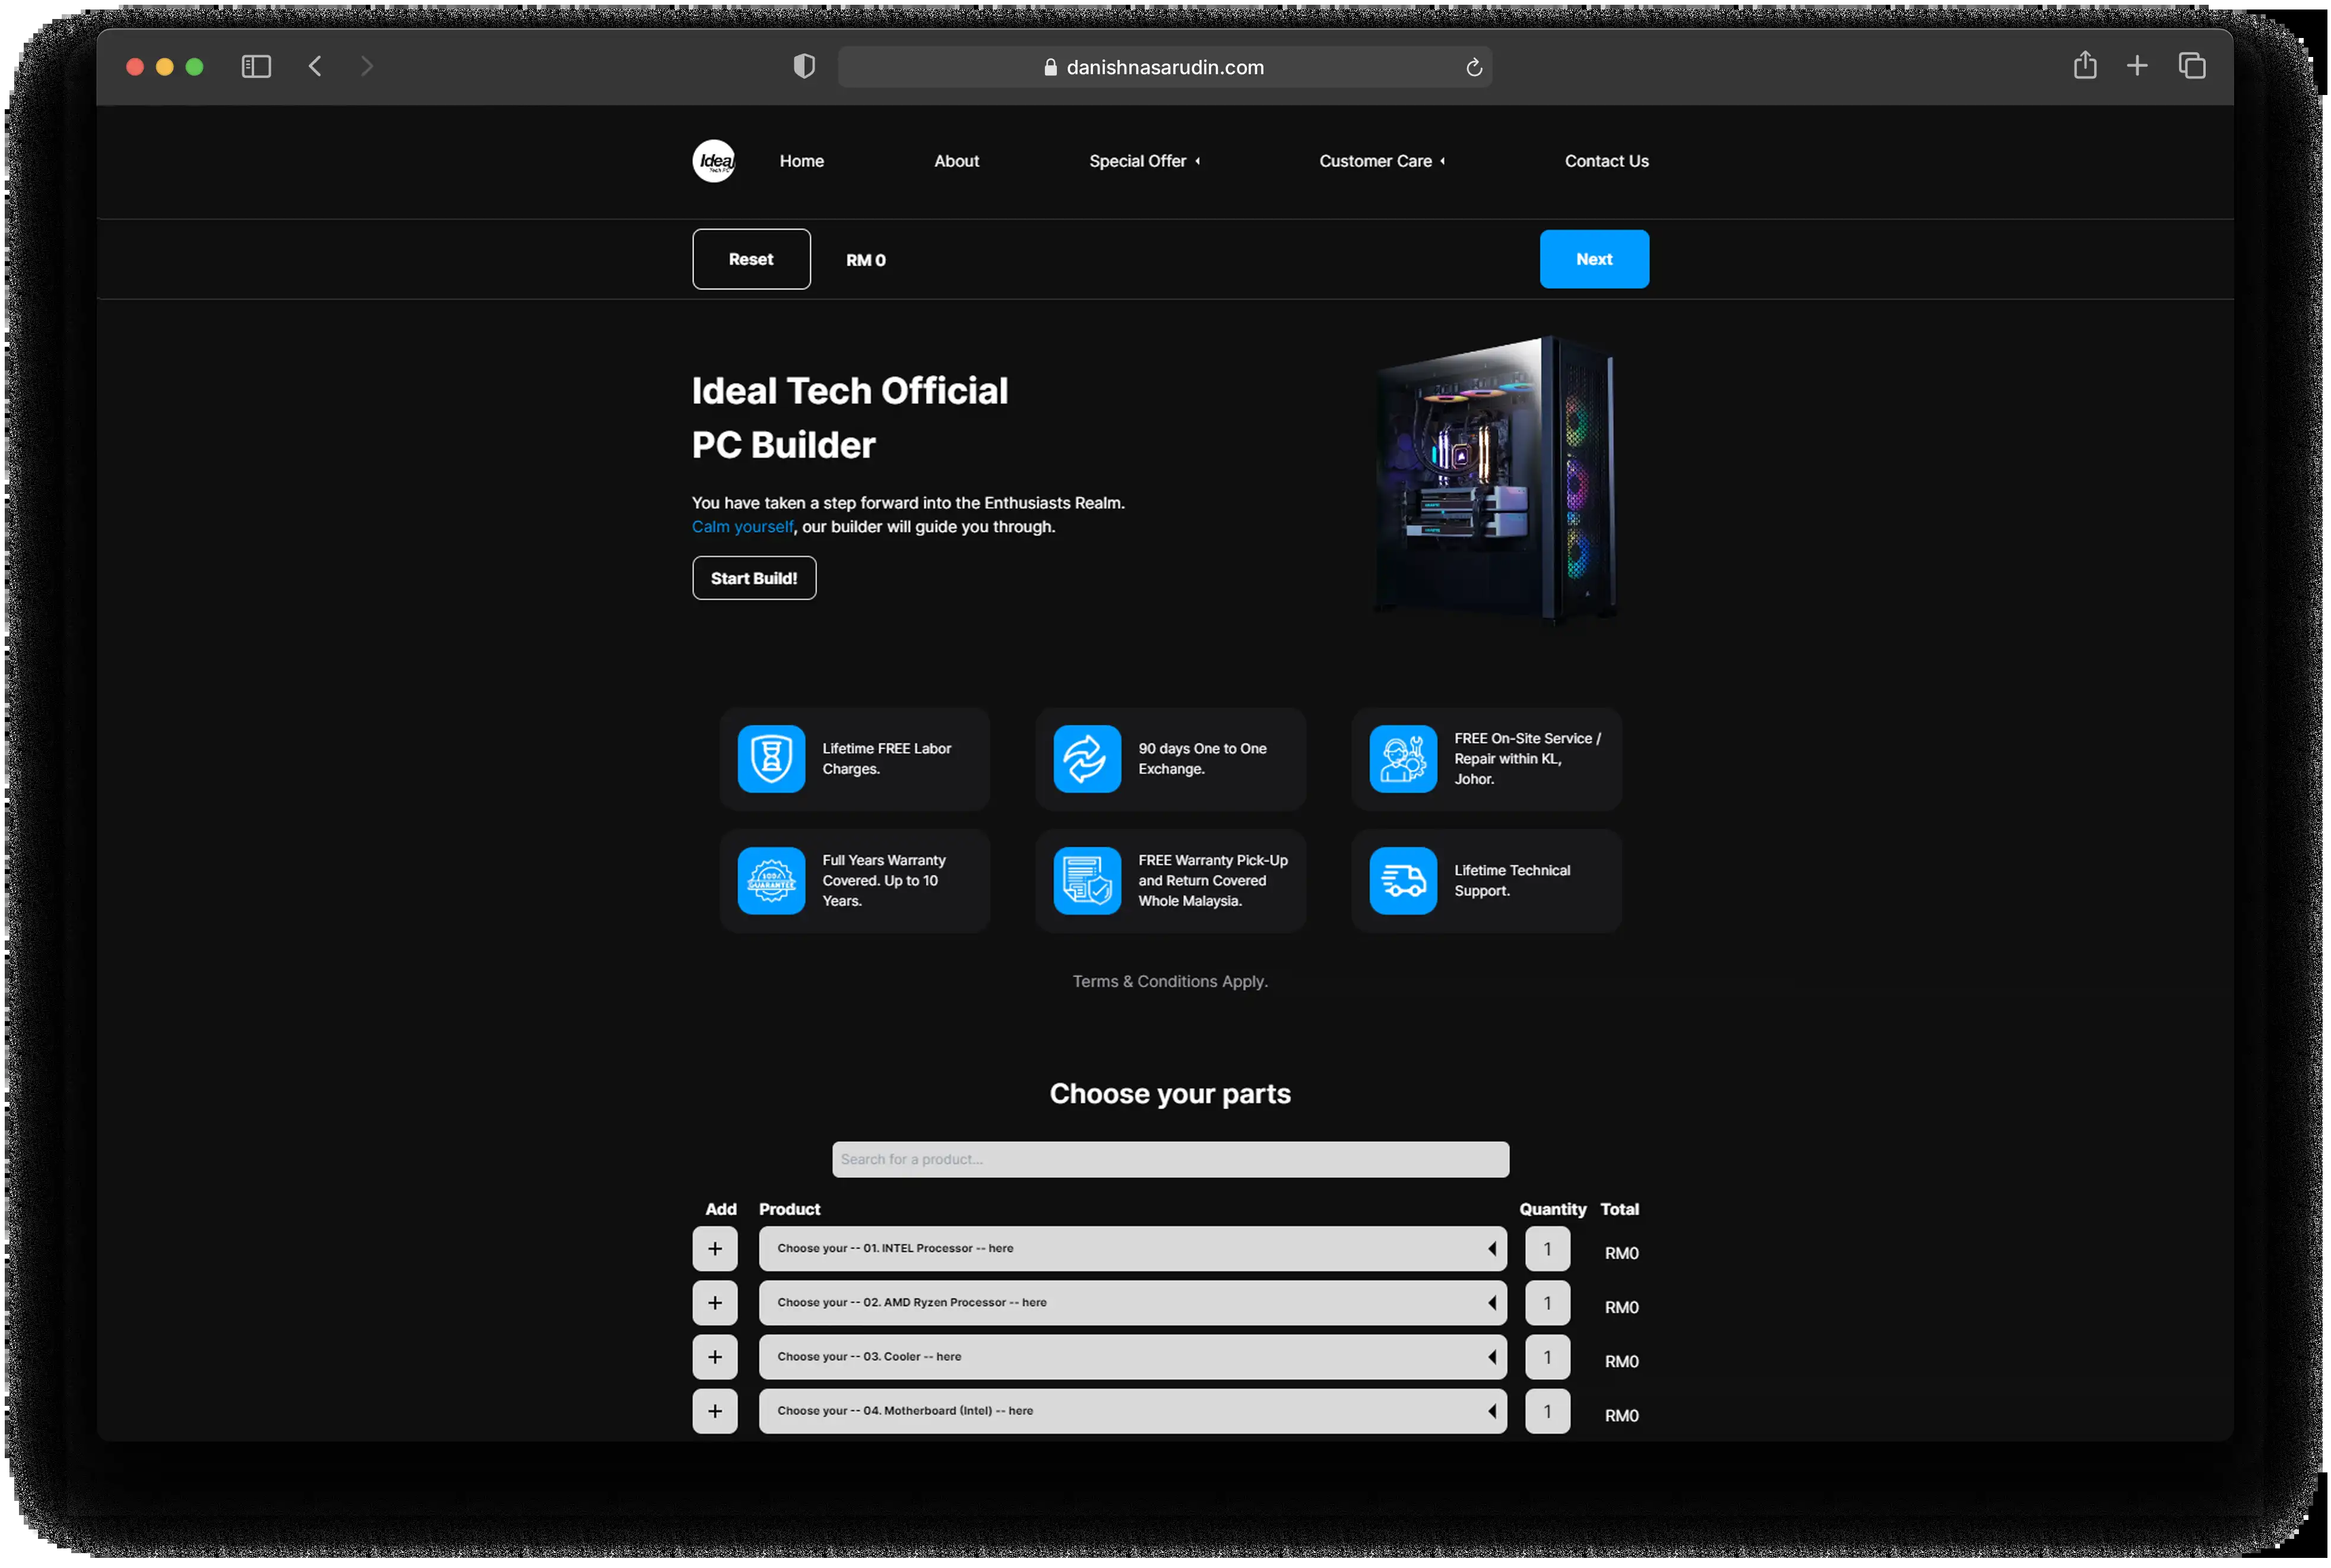 danishnasarudin.com
Ideal
Tech PC
Home
About
Special Offer
Customer Care
Contact Us
Reset
RM 0
Next
Ideal Tech Official
PC Builder
You have taken a step forward into the Enthusiasts Realm.
Calm yourself, our builder will guide you through.
Start Build!
Lifetime FREE Labor
Charges.
90 days One to One
Exchange.
FREE On-Site Service /
Repair within KL,
Johor.
100%
GUARANTEE
Full Years Warranty
Covered. Up to 10
Years.
FREE Warranty Pick-Up
and Return Covered
Whole Malaysia.
Lifetime Technical
Support.
Terms & Conditions Apply.
Choose your parts
Search for a product...
Add Product Quantity Total
+ Choose your -- 01. INTEL Processor -- here 1 RM0
+ Choose your -- 02. AMD Ryzen Processor -- here 1 RM0
+ Choose your -- 03. Cooler -- here 1 RM0
+ Choose your -- 04. Motherboard (Intel) -- here 1 RM0